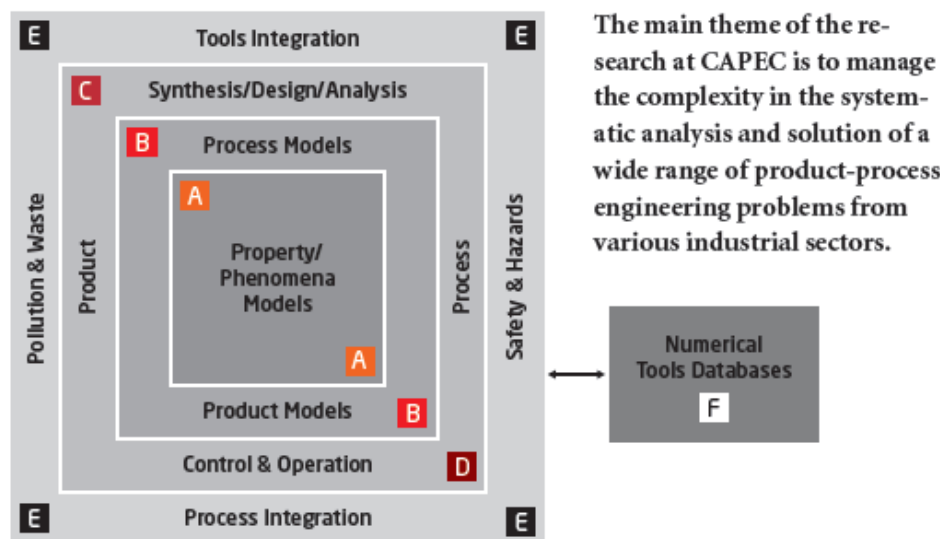 E
Tools Integration
E
C
Synthesis/Design/Analysis
B
Process Models
A
Property/
Phenomena
Models
A
Product Models
B
Control & Operation
D
E
Process Integration
E
Pollution & Waste
Product
Process
Safety & Hazards
The main theme of the re-
search at CAPEC is to manage
the complexity in the system-
atic analysis and solution of a
wide range of product-process
engineering problems from
various industrial sectors.
Numerical
Tools Databases
F